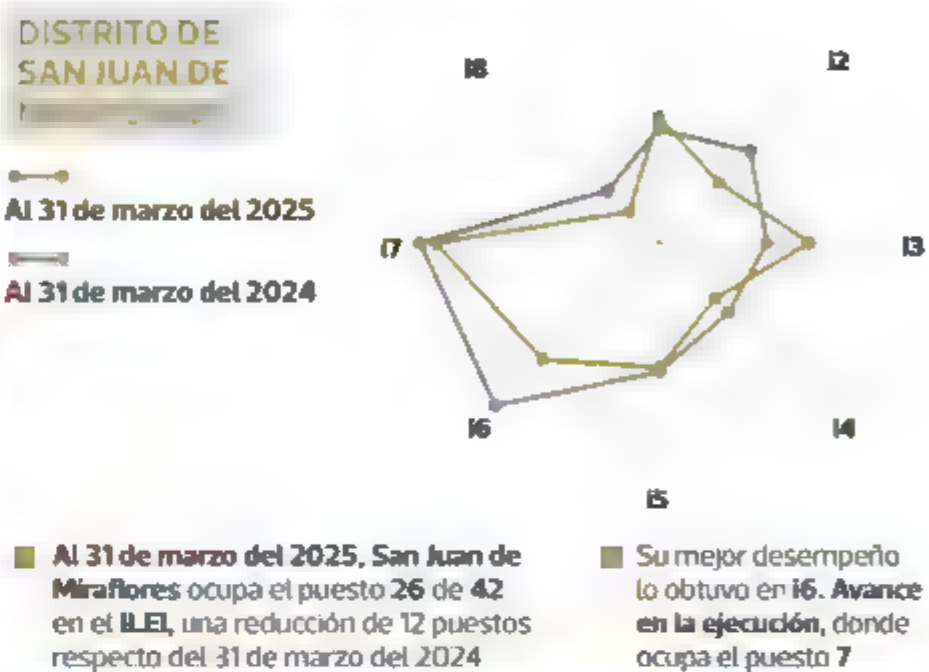 DISTRITO DE
SAN JUAN DE
Al 31 de marzo del 2025
Al 31 de marzo del 2024
i8
i2
i7
i3
i6
i4
i5
Al 31 de marzo del 2025, San Juan de
Miraflores ocupa el puesto 26 de 42
en el ILEI, una reducción de 12 puestos
respecto del 31 de marzo del 2024
Su mejor desempeño
lo obtuvo en i6. Avance
en la ejecución, donde
ocupa el puesto 7